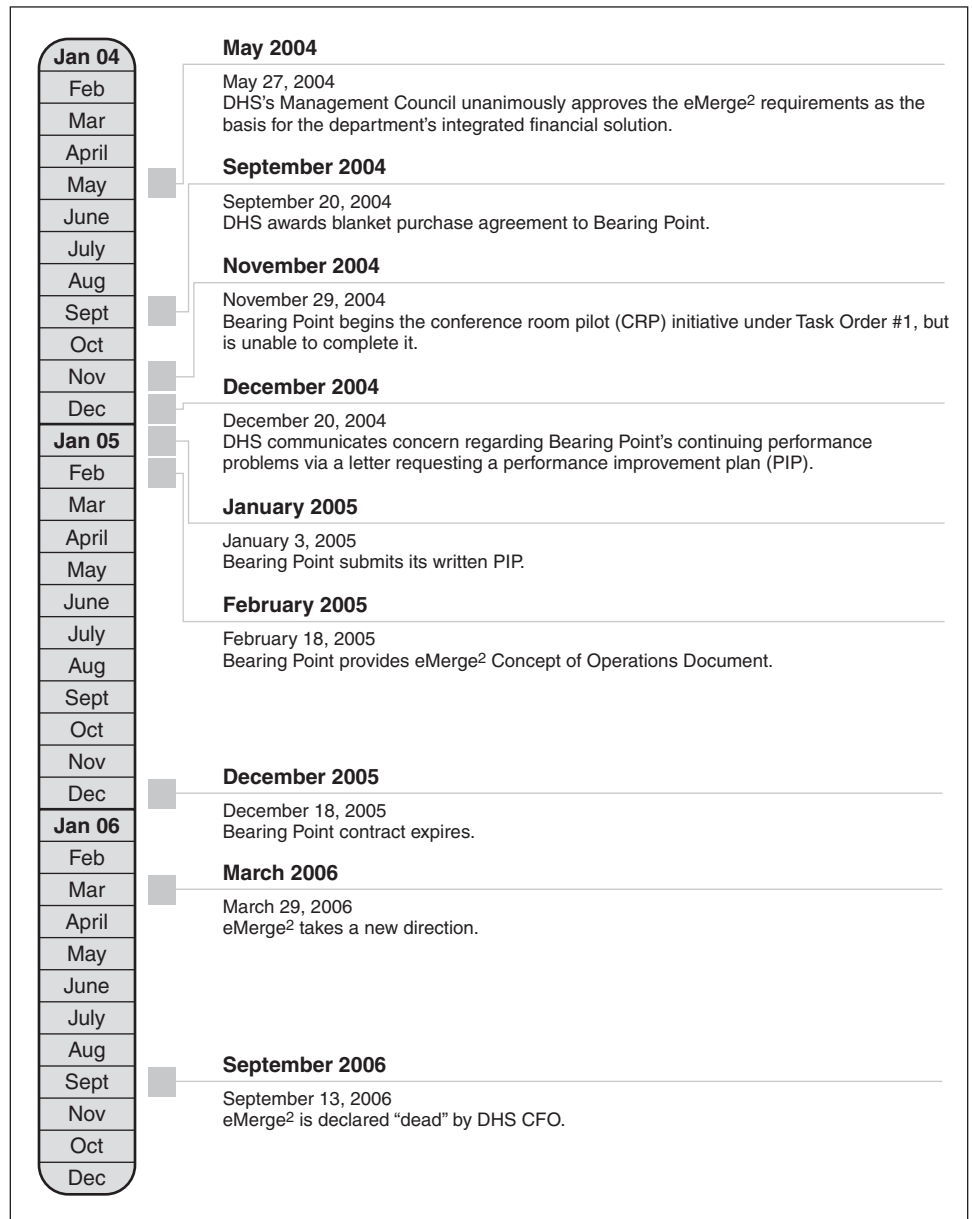 Jan 04
Feb
Mar
April
May
June
July
Aug
Sept
Oct
Nov
Dec
Jan 05
Feb
Mar
April
May
June
July
Aug
Sept
Oct
Nov
Dec
Jan 06
Feb
Mar
April
May
June
July
Aug
Sept
Nov
Oct
Dec
May 2004
May 27, 2004
DHS's Management Council unanimously approves the eMerge² requirements as the
basis for the department's integrated financial solution.
September 2004
September 20, 2004
DHS awards blanket purchase agreement to Bearing Point.
November 2004
November 29, 2004
Bearing Point begins the conference room pilot (CRP) initiative under Task Order #1, but
is unable to complete it.
December 2004
December 20, 2004
DHS communicates concern regarding Bearing Point's continuing performance
problems via a letter requesting a performance improvement plan (PIP).
January 2005
January 3, 2005
Bearing Point submits its written PIP.
February 2005
February 18, 2005
Bearing Point provides eMerge² Concept of Operations Document.
December 2005
December 18, 2005
Bearing Point contract expires.
March 2006
March 29, 2006
eMerge² takes a new direction.
September 2006
September 13, 2006
eMerge² is declared “dead” by DHS CFO.